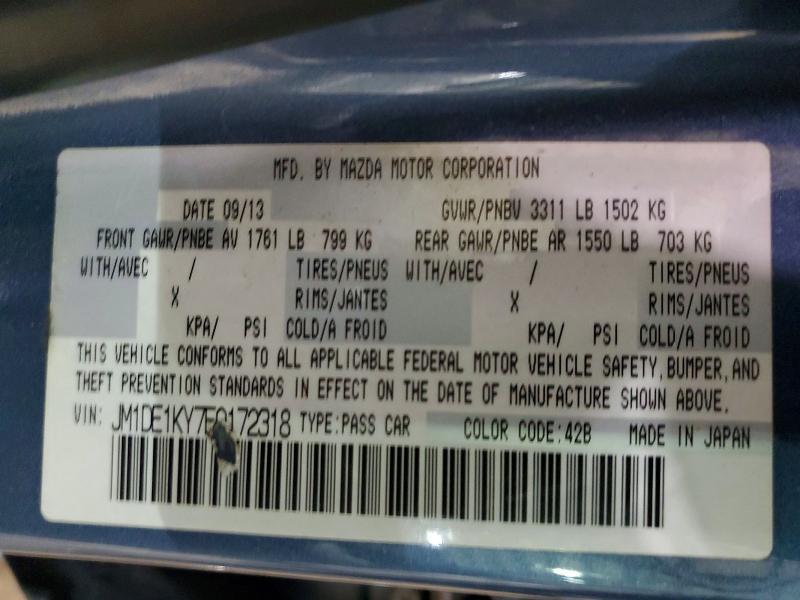 MFD. BY MAZDA MOTOR CORPORATION
DATE 09/13 GVWR/PNBV 3311 LB 1502 KG
FRONT GAWR/PNBE AV 1761 LB 799 KG REAR GAWR/PNBE AR 1550 LB 703 KG
WITH/AVEC / TIRES/PNEUS WITH/AVEC / TIRES/PNEUS
X RIMS/JANTES X RIMS/JANTES
KPA/ PSI COLD/A FROID KPA/ PSI COLD/A FROID
THIS VEHICLE CONFORMS TO ALL APPLICABLE FEDERAL MOTOR VEHICLE SAFETY, BUMPER, AND
THEFT PREVENTION STANDARDS IN EFFECT ON THE DATE OF MANUFACTURE SHOWN ABOVE.
VIN: JM1DE1KY7E0172318 TYPE:PASS CAR COLOR CODE:42B MADE IN JAPAN